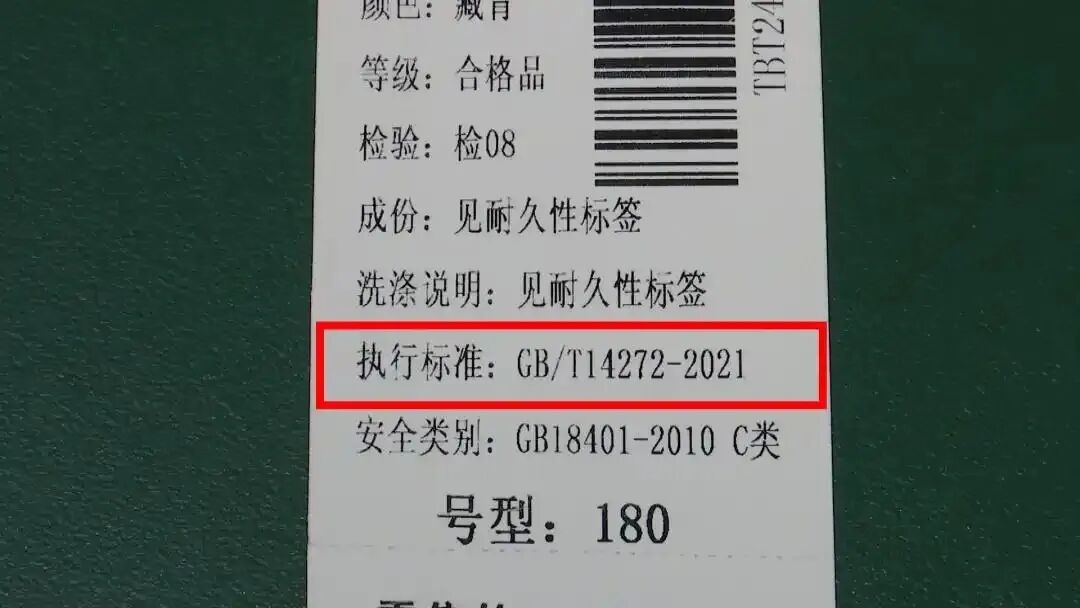 颜色：藏青
等级：合格品
检验：检08
成份：见耐久性标签
洗涤说明：见耐久性标签
执行标准：GB/T14272-2021
安全类别：GB18401-2010 C类
号型：180
TBT24